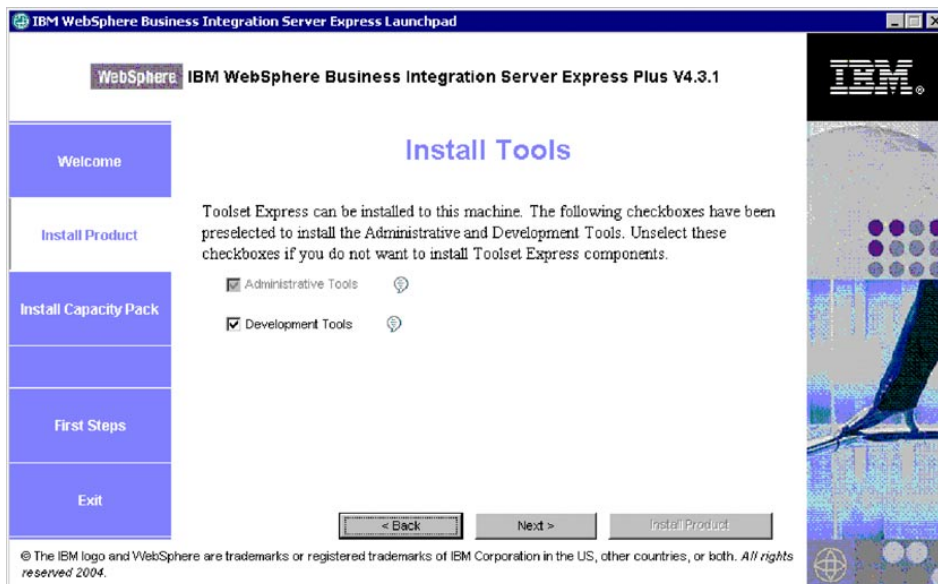 IBM WebSphere Business Integration Server Express Launchpad
WebSphere IBM WebSphere Business Integration Server Express Plus V4.3.1
IBM®
Welcome
Install Product
Install Capacity Pack
First Steps
Exit
Install Tools
Toolset Express can be installed to this machine. The following checkboxes have been
preselected to install the Administrative and Development Tools. Unselect these
checkboxes if you do not want to install Toolset Express components.
Administrative Tools
Development Tools
< Back
Next >
Install Product
© The IBM logo and WebSphere are trademarks or registered trademarks of IBM Corporation in the US, other countries, or both. All rights
reserved 2004.